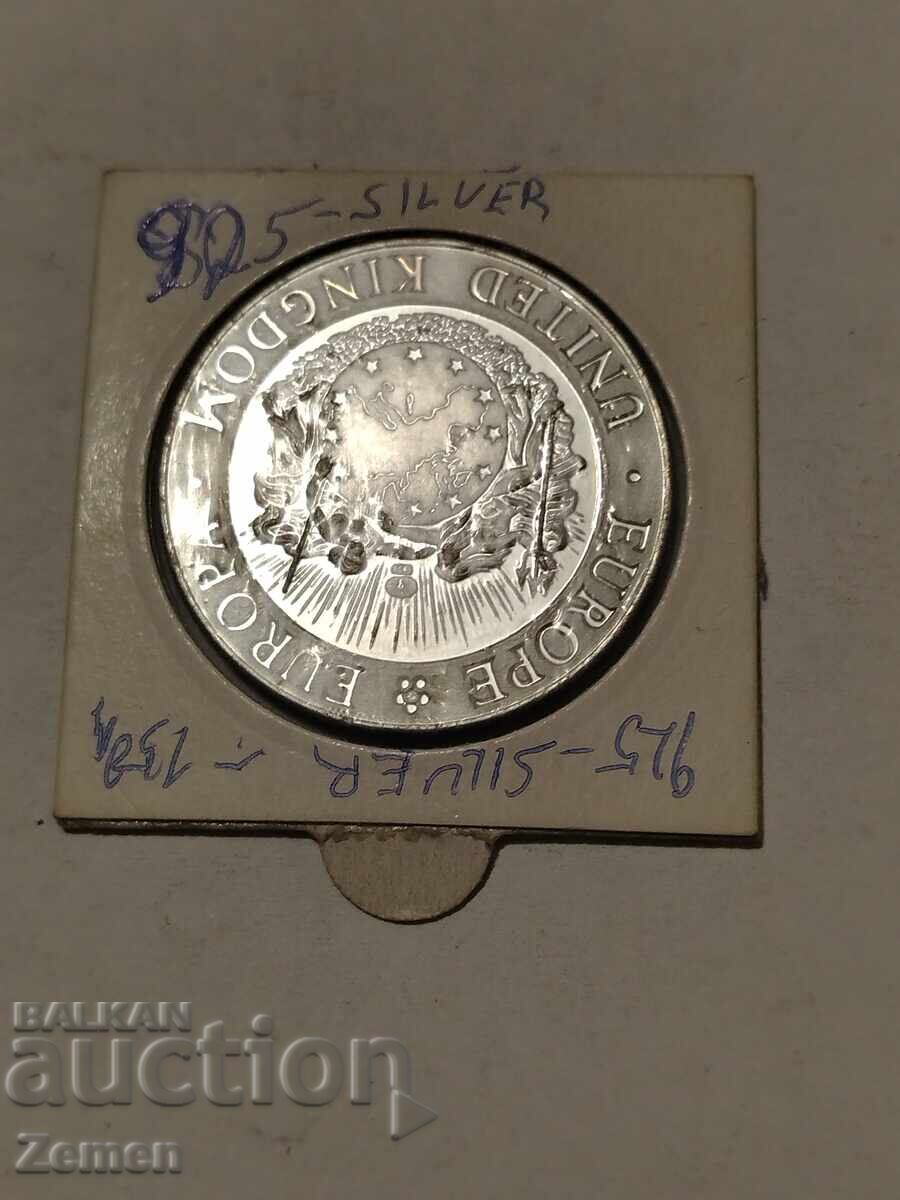 925-SILVER
EUROPA · UNITED KINGDOM · EUROPE
925-SILVER
BALKAN
auction
Zemen